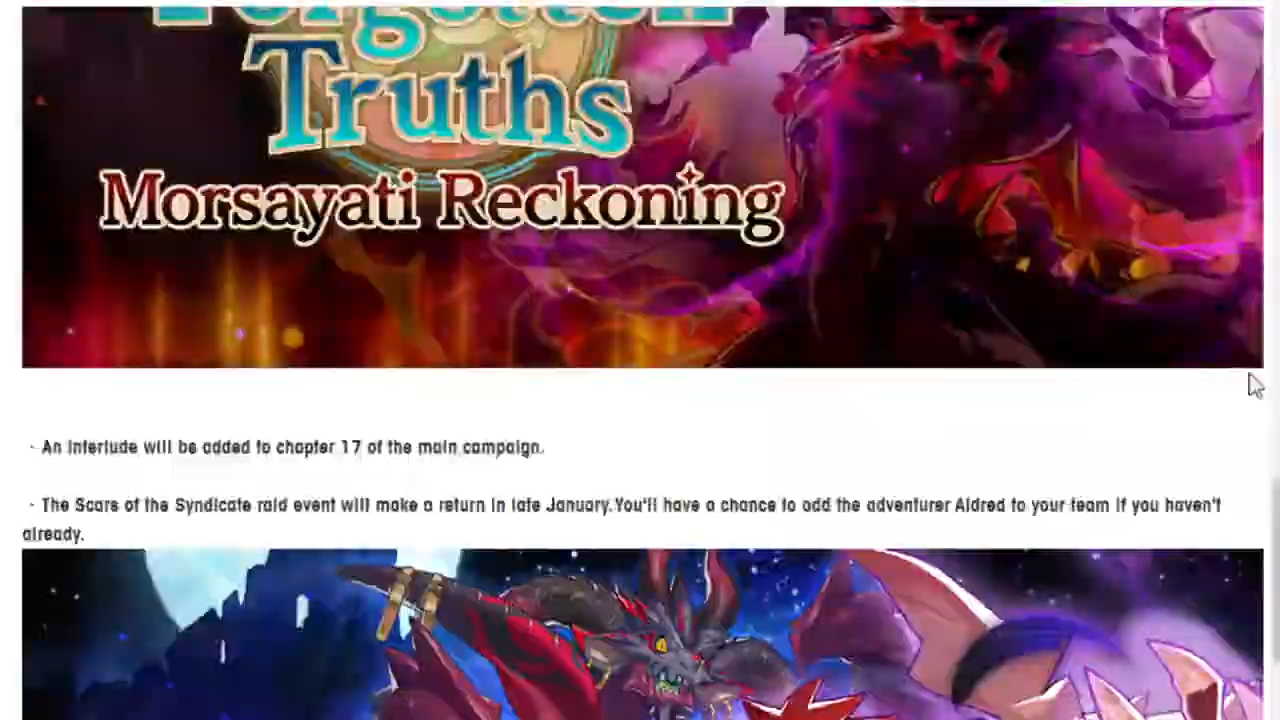 Forgotten
Truths
Morsayati Reckoning
- An interlude will be added to chapter 17 of the main campaign.
- The Scars of the Syndicate raid event will make a return in late January. You'll have a chance to add the adventurer Aldred to your team if you haven't
already.